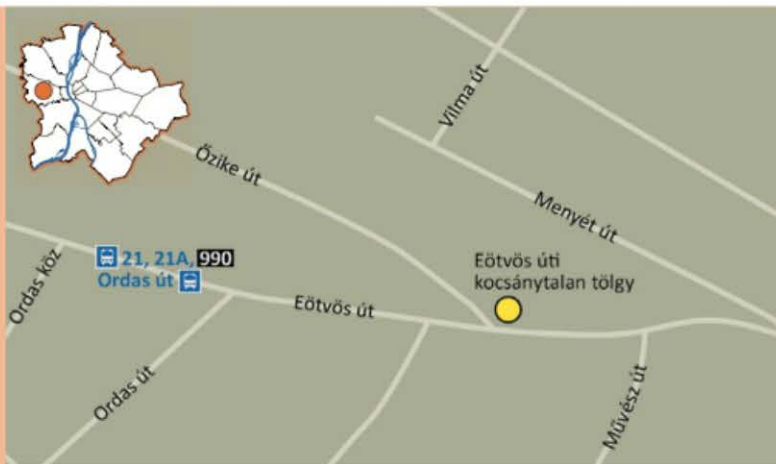 Vilma út
Őzike út
Menyét út
21, 21A, 990
Ordas út
Eötvös úti
kocsánytalan tölgy
Ordas köz
Eötvös út
Ordas út
Művész út